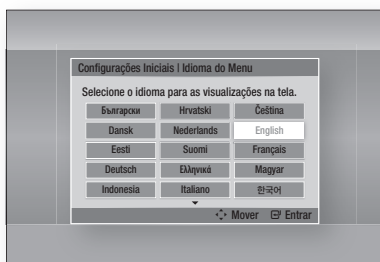 Configurações Iniciais | Idioma do Menu
Selecione o idioma para as visualizações na tela.
Български Hrvatski Čeština
Dansk Nederlands English
Eesti Suomi Français
Deutsch Ελληνικά Magyar
Indonesia Italiano 한국어
Mover Entrar